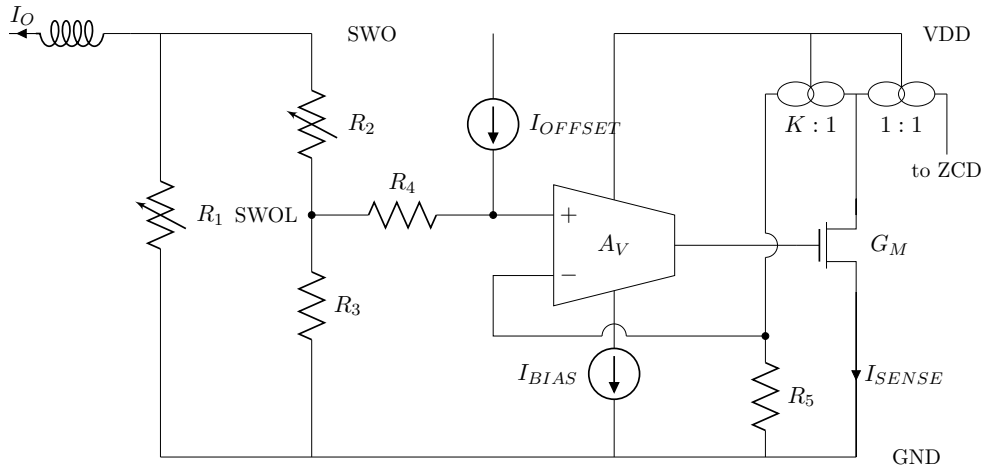 I_O
SWO
VDD
R_2
I_OFFSET
K : 1
1 : 1
to ZCD
R_4
R_1
SWOL
+
A_V
G_M
−
R_3
I_BIAS
I_SENSE
R_5
GND